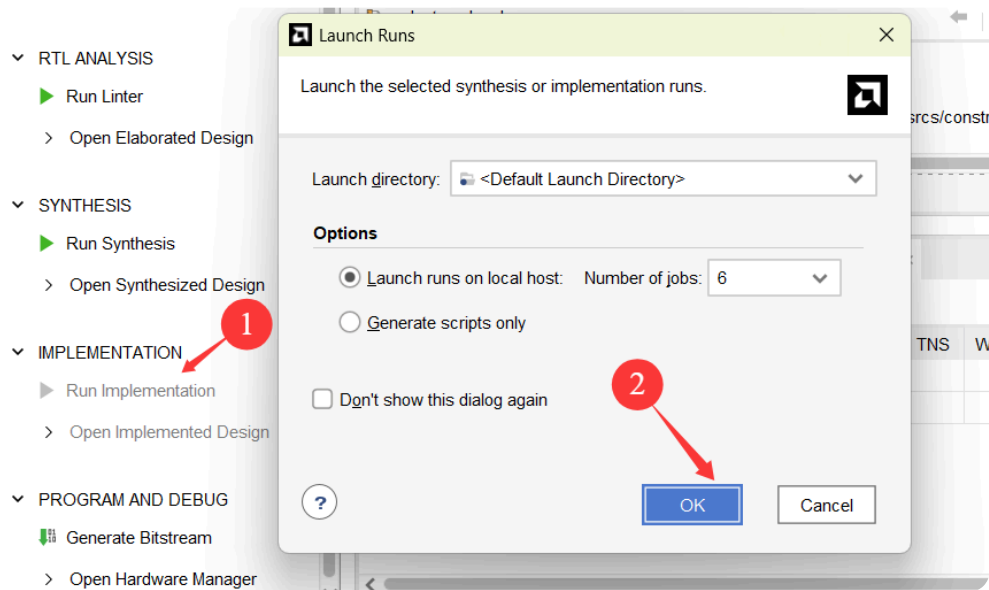 RTL ANALYSIS
Run Linter
Open Elaborated Design
SYNTHESIS
Run Synthesis
Open Synthesized Design
1
IMPLEMENTATION
Run Implementation
Open Implemented Design
PROGRAM AND DEBUG
Generate Bitstream
Open Hardware Manager
Launch Runs
Launch the selected synthesis or implementation runs.
Launch directory: <Default Launch Directory>
Options
Launch runs on local host: Number of jobs: 6
Generate scripts only
2
Don't show this dialog again
? OK Cancel
srcs/constr
TNS W